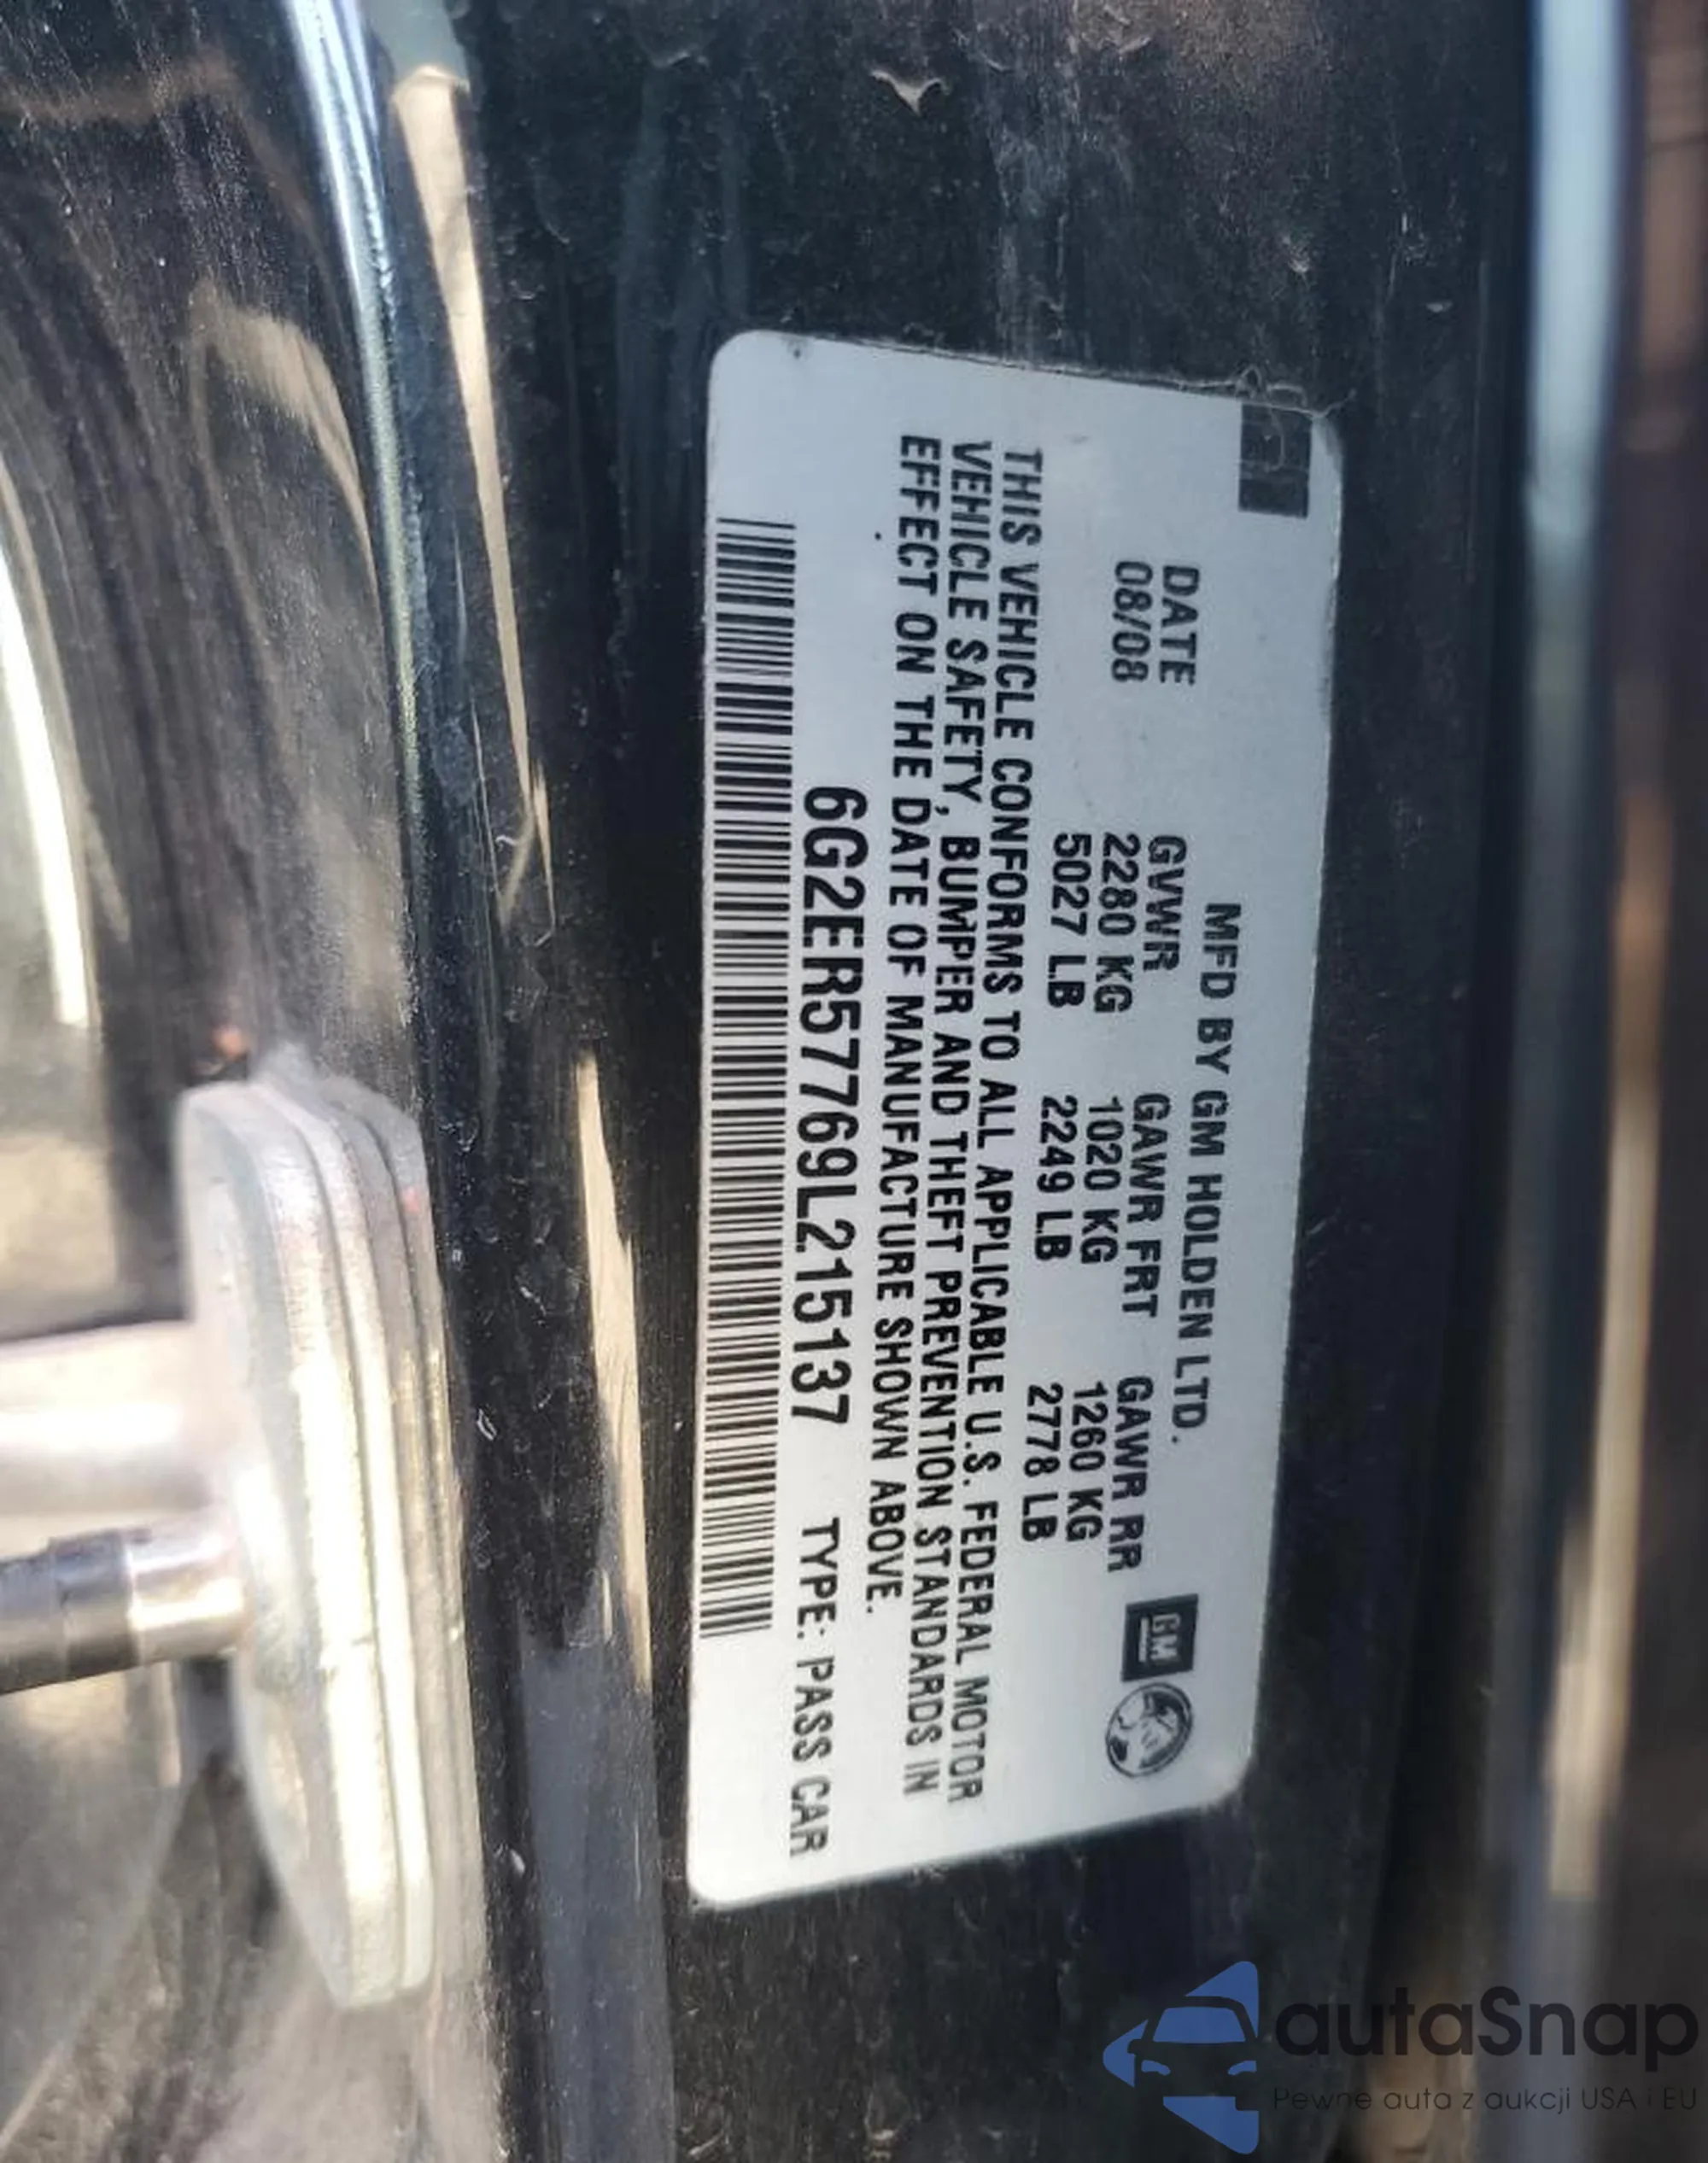 MFD BY GM HOLDEN LTD.
DATE GVWR GAWR FRT GAWR RR
08/08 2280 KG 1020 KG 1260 KG
5027 LB 2249 LB 2778 LB
GM
THIS VEHICLE CONFORMS TO ALL APPLICABLE U.S. FEDERAL MOTOR
VEHICLE SAFETY, BUMPER AND THEFT PREVENTION STANDARDS IN
EFFECT ON THE DATE OF MANUFACTURE SHOWN ABOVE.
6G2ER57769L215137 TYPE: PASS CAR
autaSnap
Pewne auta z aukcji USA i EU